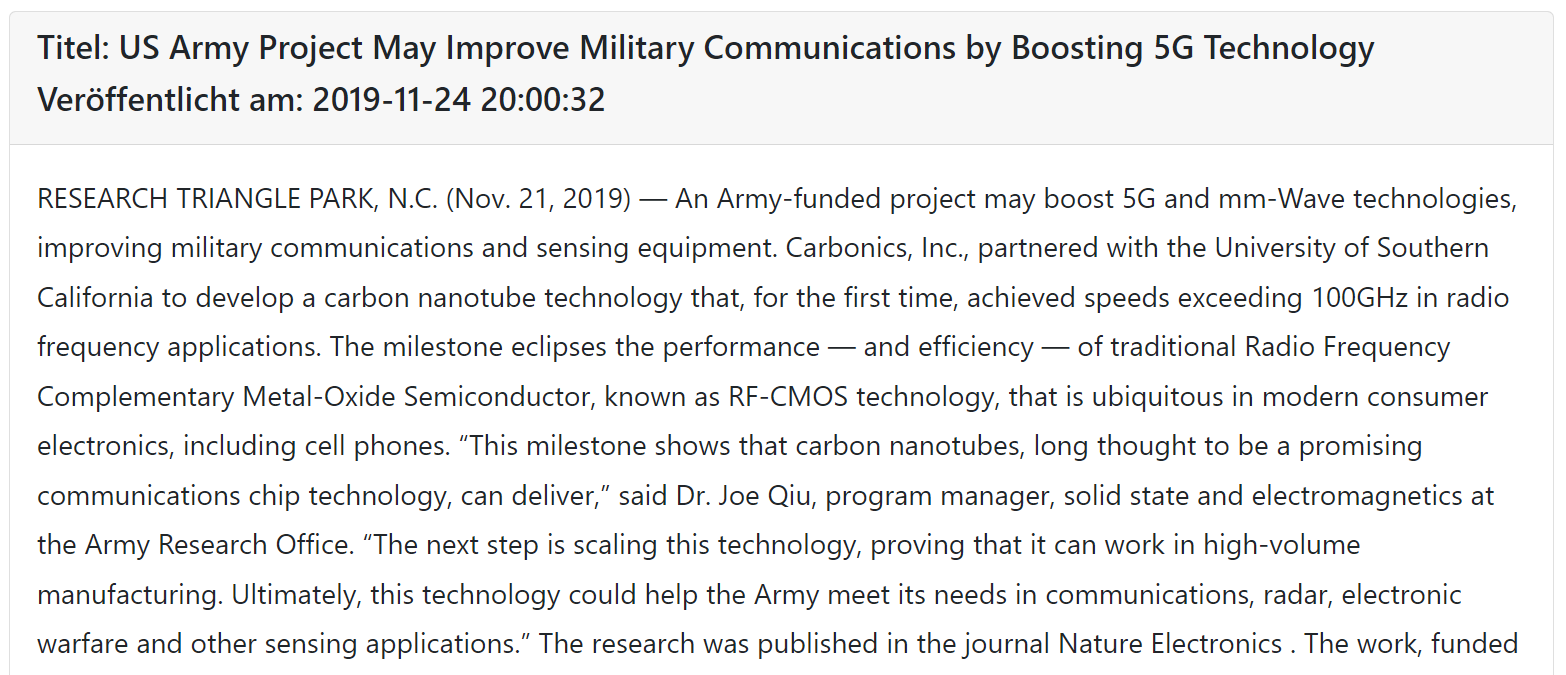 Titel: US Army Project May Improve Military Communications by Boosting 5G Technology
Veröffentlicht am: 2019-11-24 20:00:32
RESEARCH TRIANGLE PARK, N.C. (Nov. 21, 2019) — An Army-funded project may boost 5G and mm-Wave technologies,
improving military communications and sensing equipment. Carbonics, Inc., partnered with the University of Southern
California to develop a carbon nanotube technology that, for the first time, achieved speeds exceeding 100GHz in radio
frequency applications. The milestone eclipses the performance — and efficiency — of traditional Radio Frequency
Complementary Metal-Oxide Semiconductor, known as RF-CMOS technology, that is ubiquitous in modern consumer
electronics, including cell phones. “This milestone shows that carbon nanotubes, long thought to be a promising
communications chip technology, can deliver,” said Dr. Joe Qiu, program manager, solid state and electromagnetics at
the Army Research Office. “The next step is scaling this technology, proving that it can work in high-volume
manufacturing. Ultimately, this technology could help the Army meet its needs in communications, radar, electronic
warfare and other sensing applications.” The research was published in the journal Nature Electronics . The work, funded